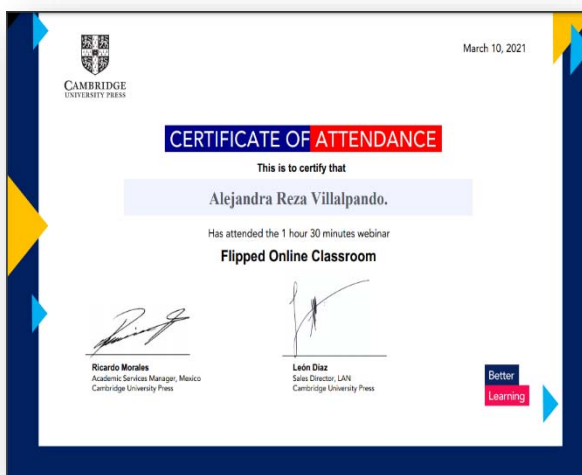 March 10, 2021
CAMBRIDGE
UNIVERSITY PRESS
CERTIFICATE OF ATTENDANCE
This is to certify that
Alejandra Reza Villalpando.
Has attended the 1 hour 30 minutes webinar
Flipped Online Classroom
Ricardo Morales
Academic Services Manager, Mexico
Cambridge University Press
León Díaz
Sales Director, LAN
Cambridge University Press
Better
Learning